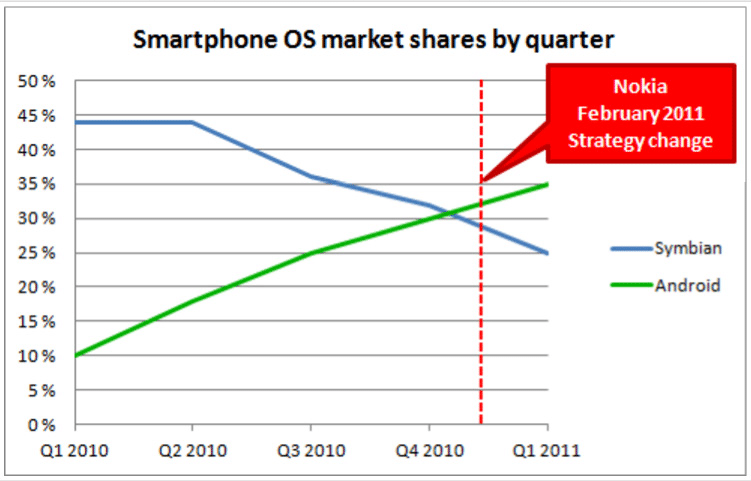 Smartphone OS market shares by quarter
50 %
45 %
40 %
35 %
30 %
25 %
20 %
15 %
10 %
5 %
0 %
Q1 2010
Q2 2010
Q3 2010
Q4 2010
Q1 2011
Nokia
February 2011
Strategy change
Symbian
Android